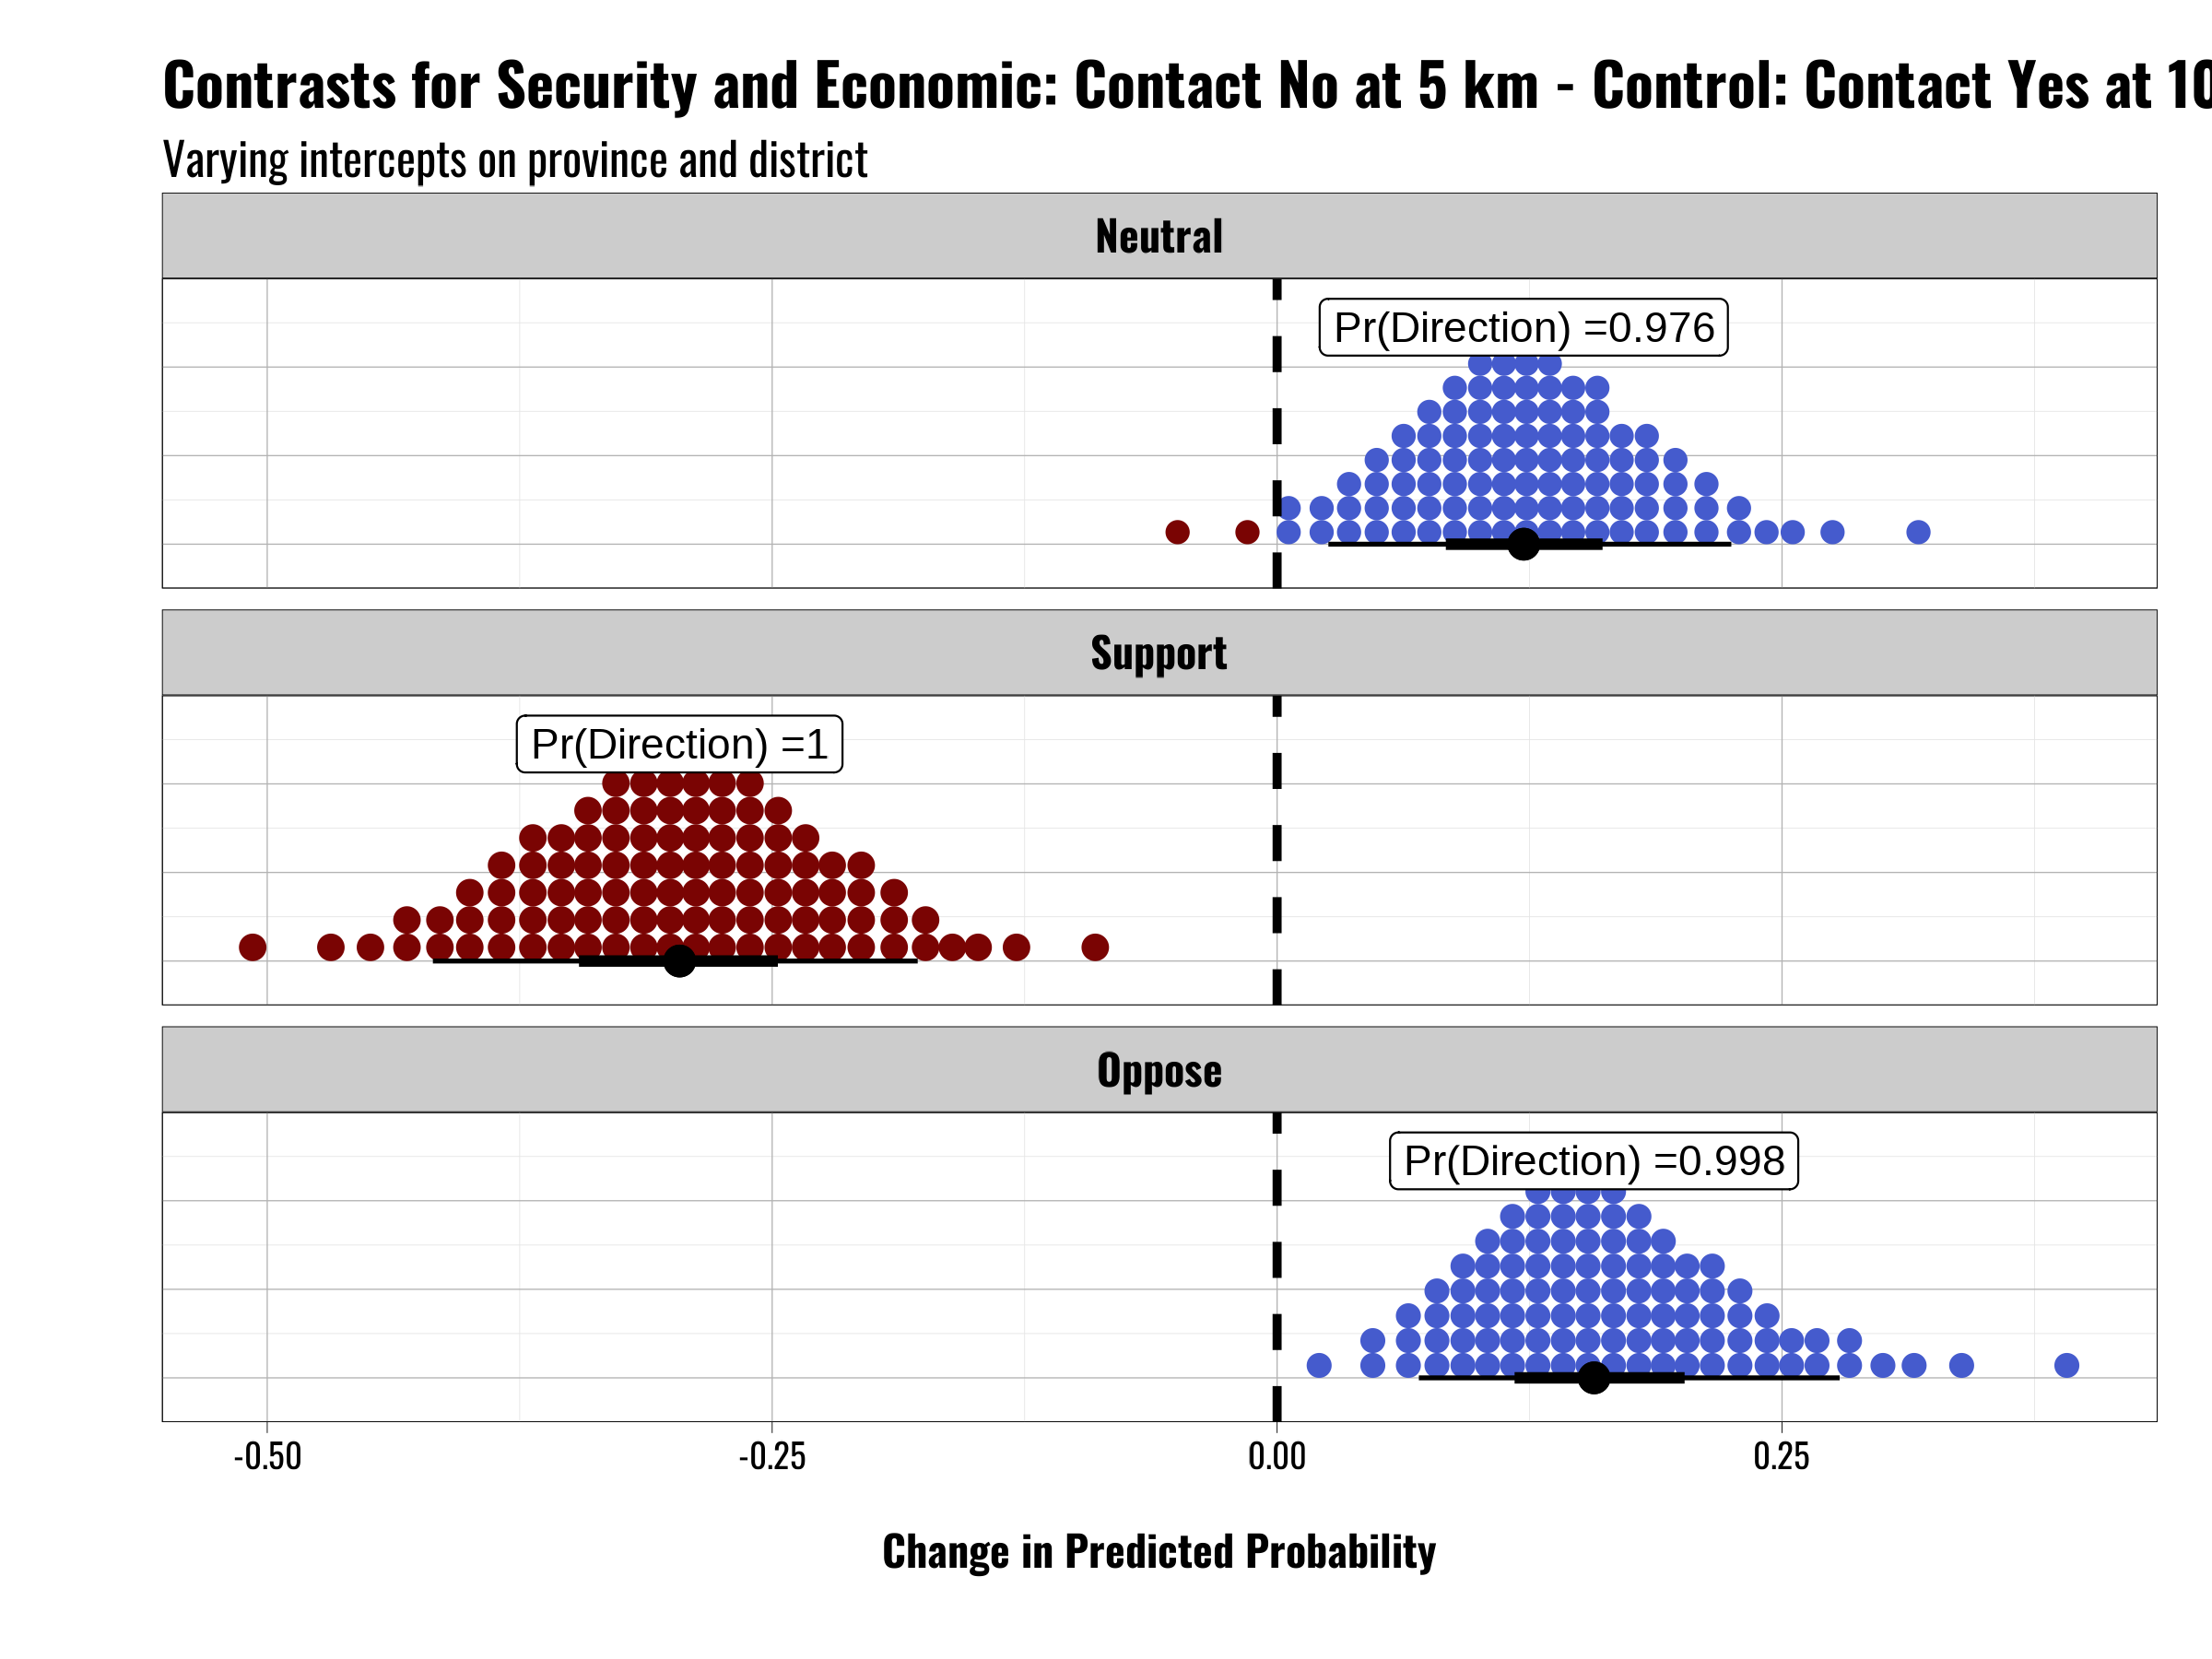 Contrasts for Security and Economic: Contact No at 5 km - Control: Contact Yes at 10
Varying intercepts on province and district
Neutral
Pr(Direction) =0.976
Support
Pr(Direction) =1
Oppose
Pr(Direction) =0.998
-0.50 -0.25 0.00 0.25
Change in Predicted Probability